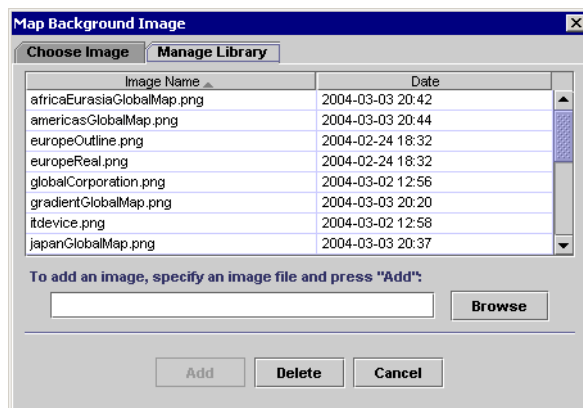 Map Background Image
Choose Image Manage Library
Image Name Date
africaEurasiaGlobalMap.png 2004-03-03 20:42
americasGlobalMap.png 2004-03-03 20:44
europeOutline.png 2004-02-24 18:32
europeReal.png 2004-02-24 18:32
globalCorporation.png 2004-03-02 12:56
gradientGlobalMap.png 2004-03-03 20:20
itdevice.png 2004-03-02 12:58
japanGlobalMap.png 2004-03-03 20:37
To add an image, specify an image file and press "Add":
Browse
Add Delete Cancel